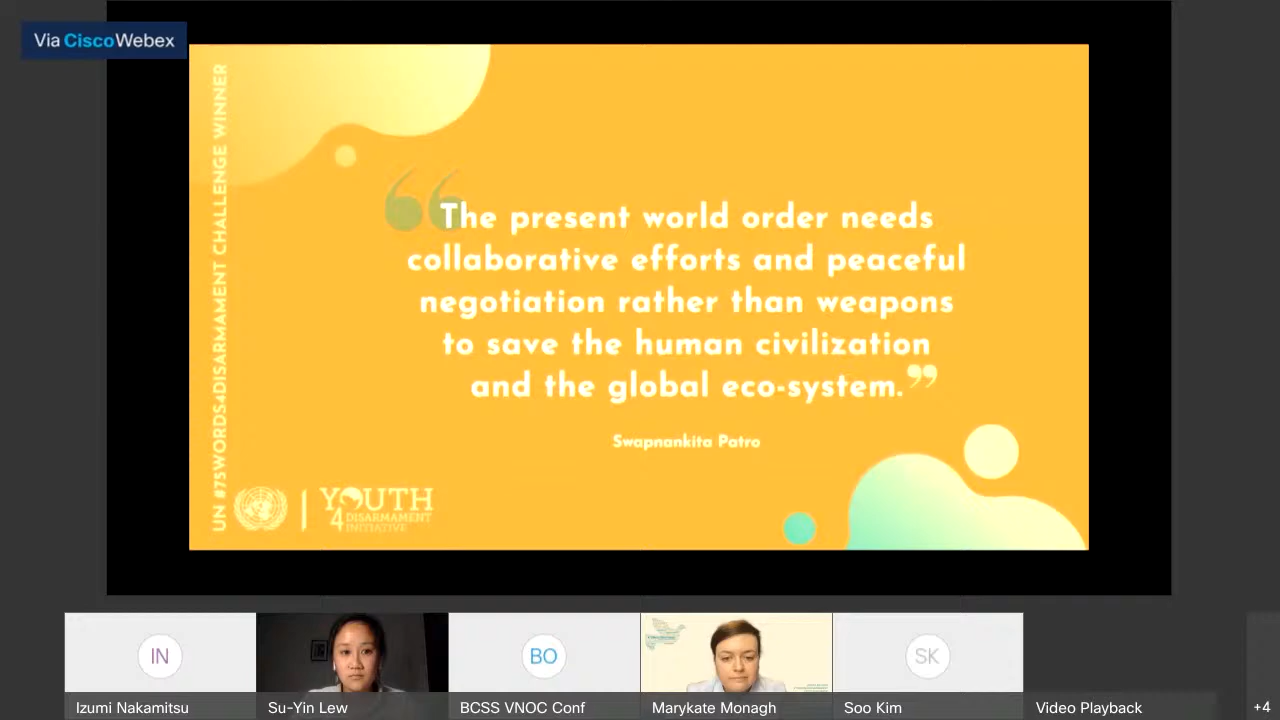 Via Cisco Webex
UN #75WORDS4DISARMAMENT CHALLENGE WINNER
“The present world order needs
collaborative efforts and peaceful
negotiation rather than weapons
to save the human civilization
and the global eco-system.”
Swapnankita Patro
YOUTH
4 DISARMAMENT
INITIATIVE
IN
BO
SK
Izumi Nakamitsu
Su-Yin Lew
BCSS VNOC Conf
Marykate Monagh
Soo Kim
Video Playback
+4